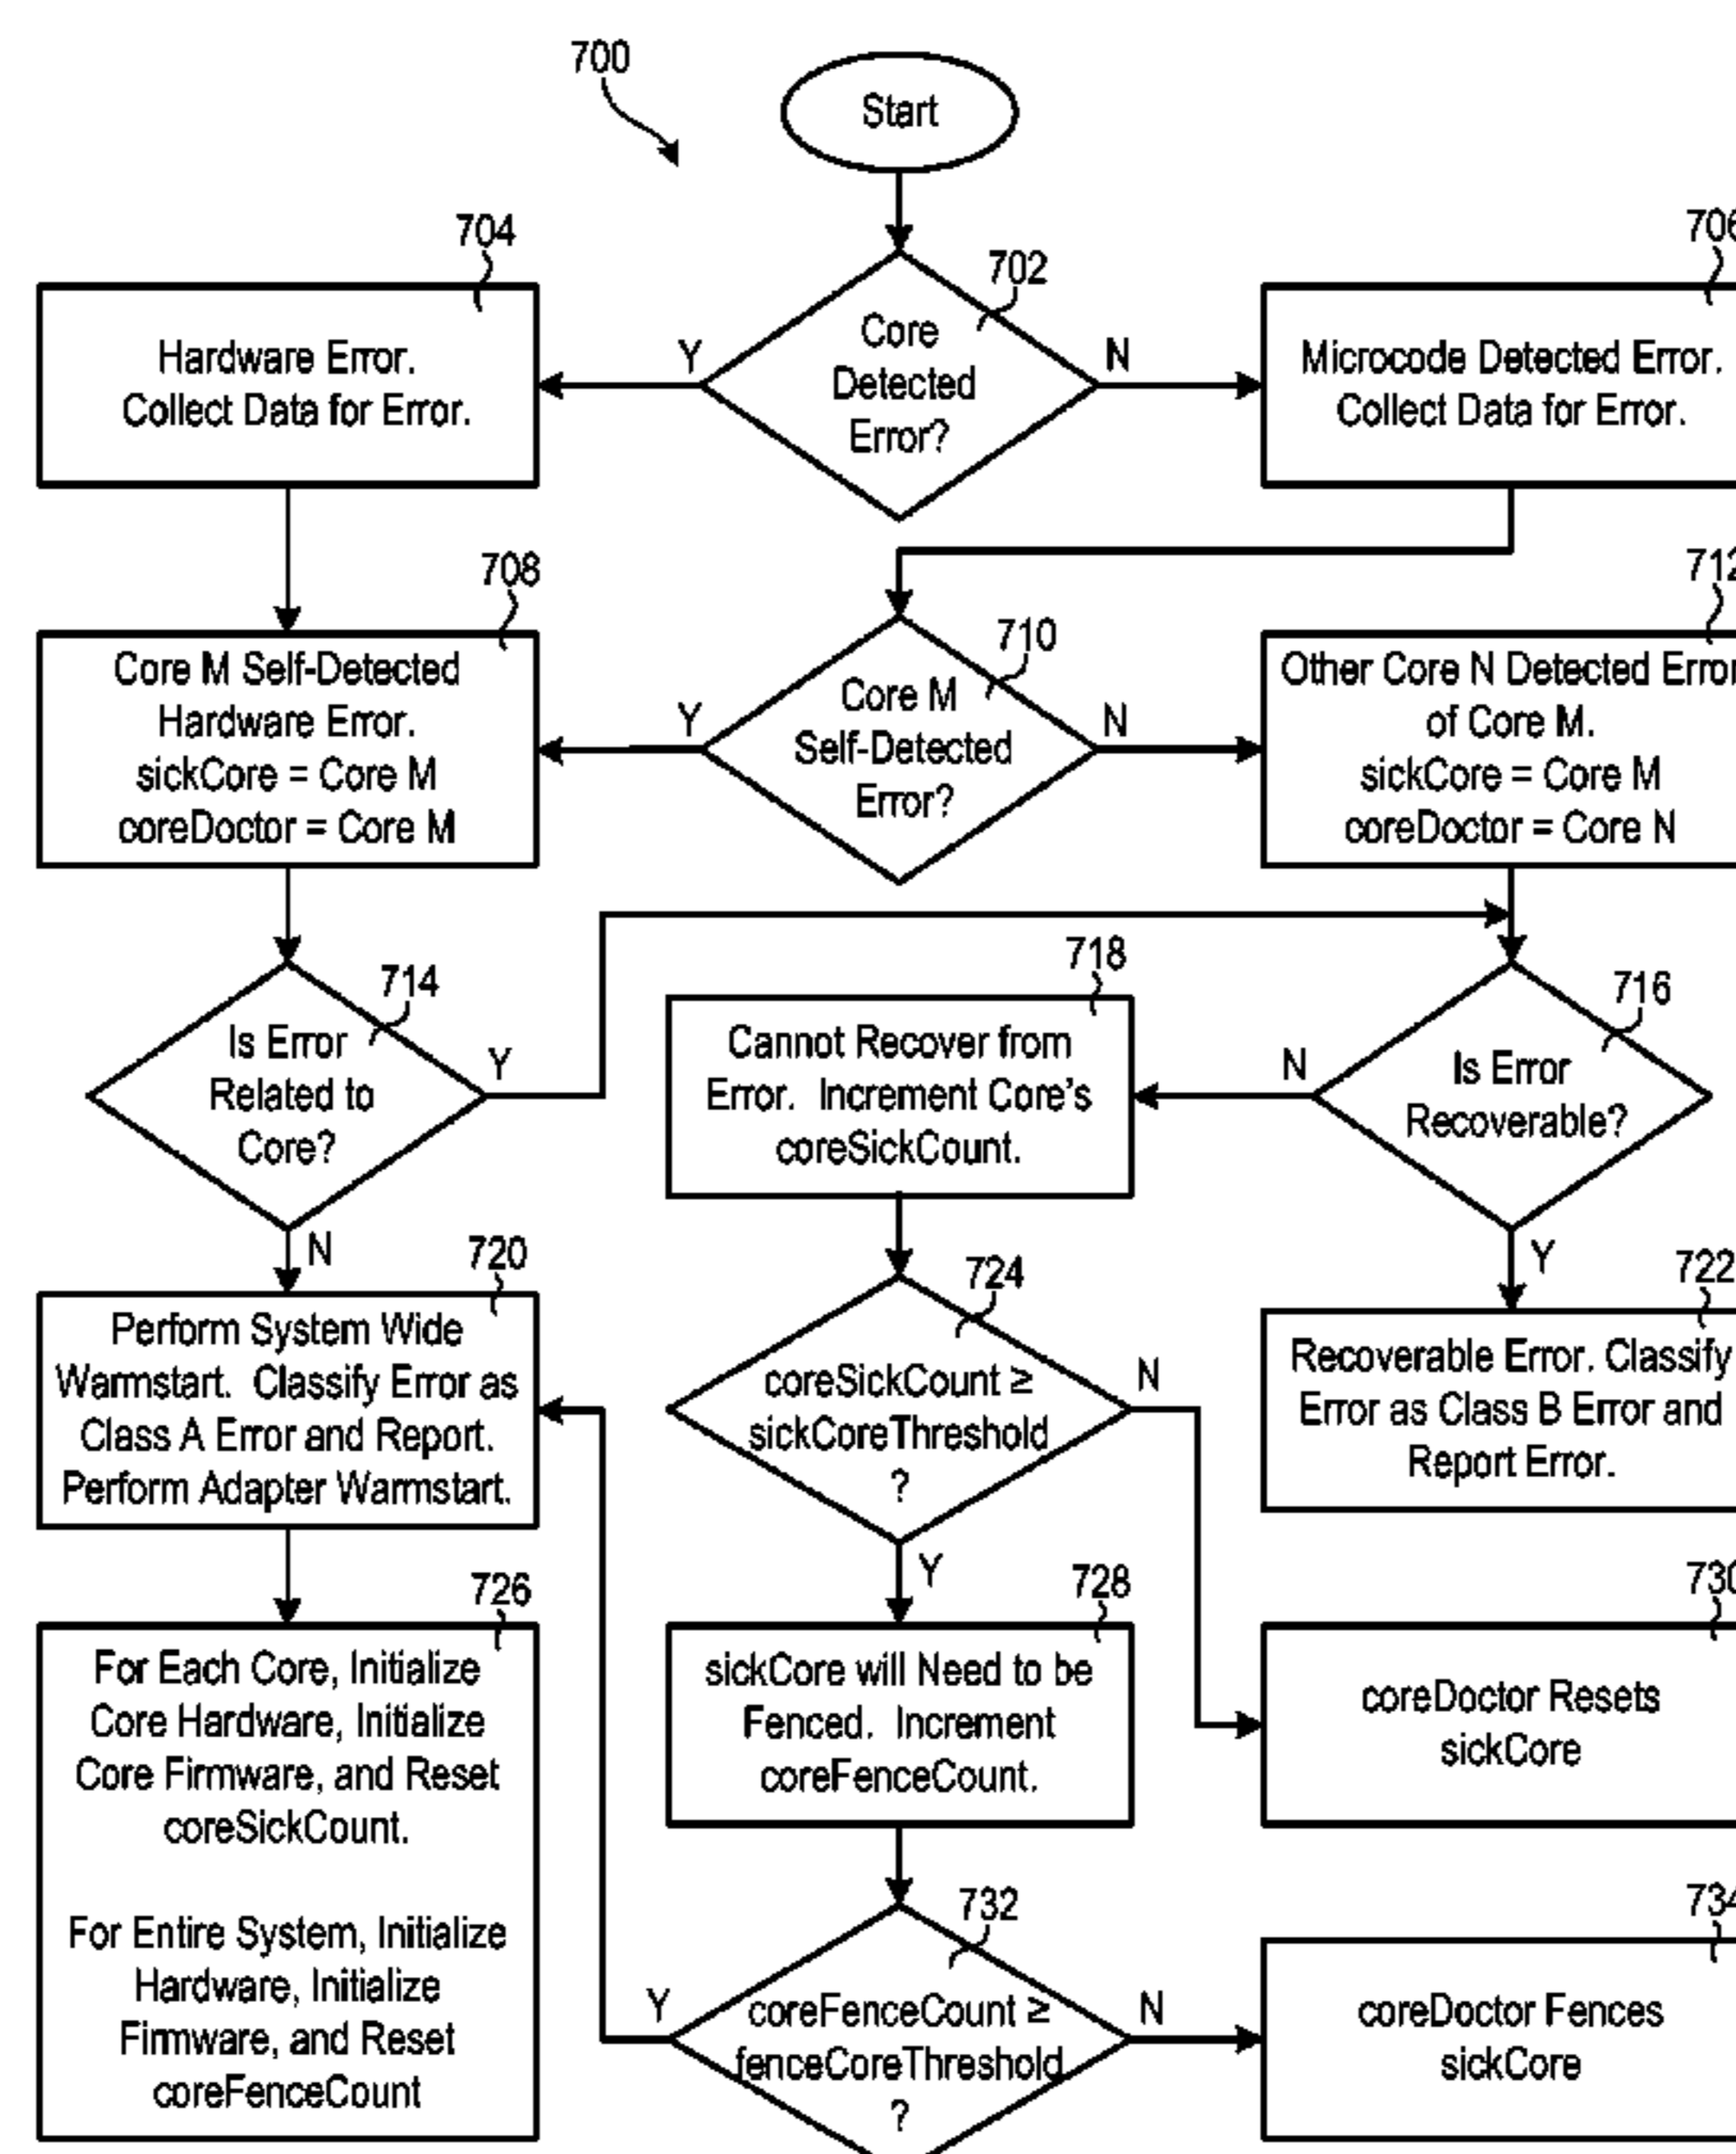 700
Start
704
702
706
Hardware Error.
Collect Data for Error.
Y
Core
Detected
Error?
N
Microcode Detected Error.
Collect Data for Error.
708
710
712
Core M Self-Detected
Hardware Error.
sickCore = Core M
coreDoctor = Core M
Y
Core M
Self-Detected
Error?
N
Other Core N Detected Error
of Core M.
sickCore = Core M
coreDoctor = Core N
714
Is Error
Related to
Core?
Y
N
718
Cannot Recover from
Error. Increment Core's
coreSickCount.
716
N
Is Error
Recoverable?
Y
720
Perform System Wide
Warmstart. Classify Error as
Class A Error and Report.
Perform Adapter Warmstart.
724
coreSickCount ≥
sickCoreThreshold
?
N
Y
722
Recoverable Error. Classify
Error as Class B Error and
Report Error.
726
For Each Core, Initialize
Core Hardware, Initialize
Core Firmware, and Reset
coreSickCount.
For Entire System, Initialize
Hardware, Initialize
Firmware, and Reset
coreFenceCount
728
sickCore will Need to be
Fenced. Increment
coreFenceCount.
730
coreDoctor Resets
sickCore
732
Y
coreFenceCount ≥
fenceCoreThreshold
?
N
734
coreDoctor Fences
sickCore